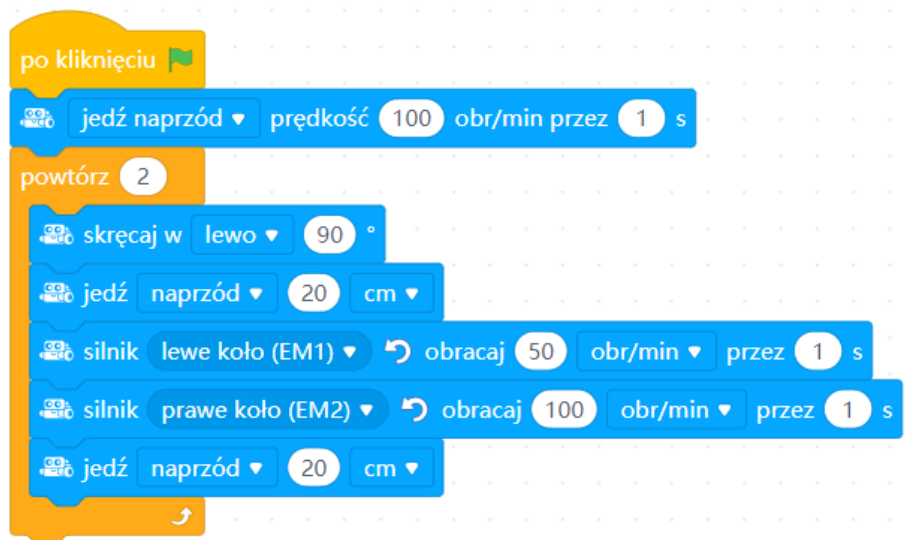 po kliknięciu
jedź naprzód prędkość 100 obr/min przez 1 s
powtórz 2
skręcaj w lewo 90 °
jedź naprzód 20 cm
silnik lewe koło (EM1) obracaj 50 obr/min przez 1 s
silnik prawe koło (EM2) obracaj 100 obr/min przez 1 s
jedź naprzód 20 cm